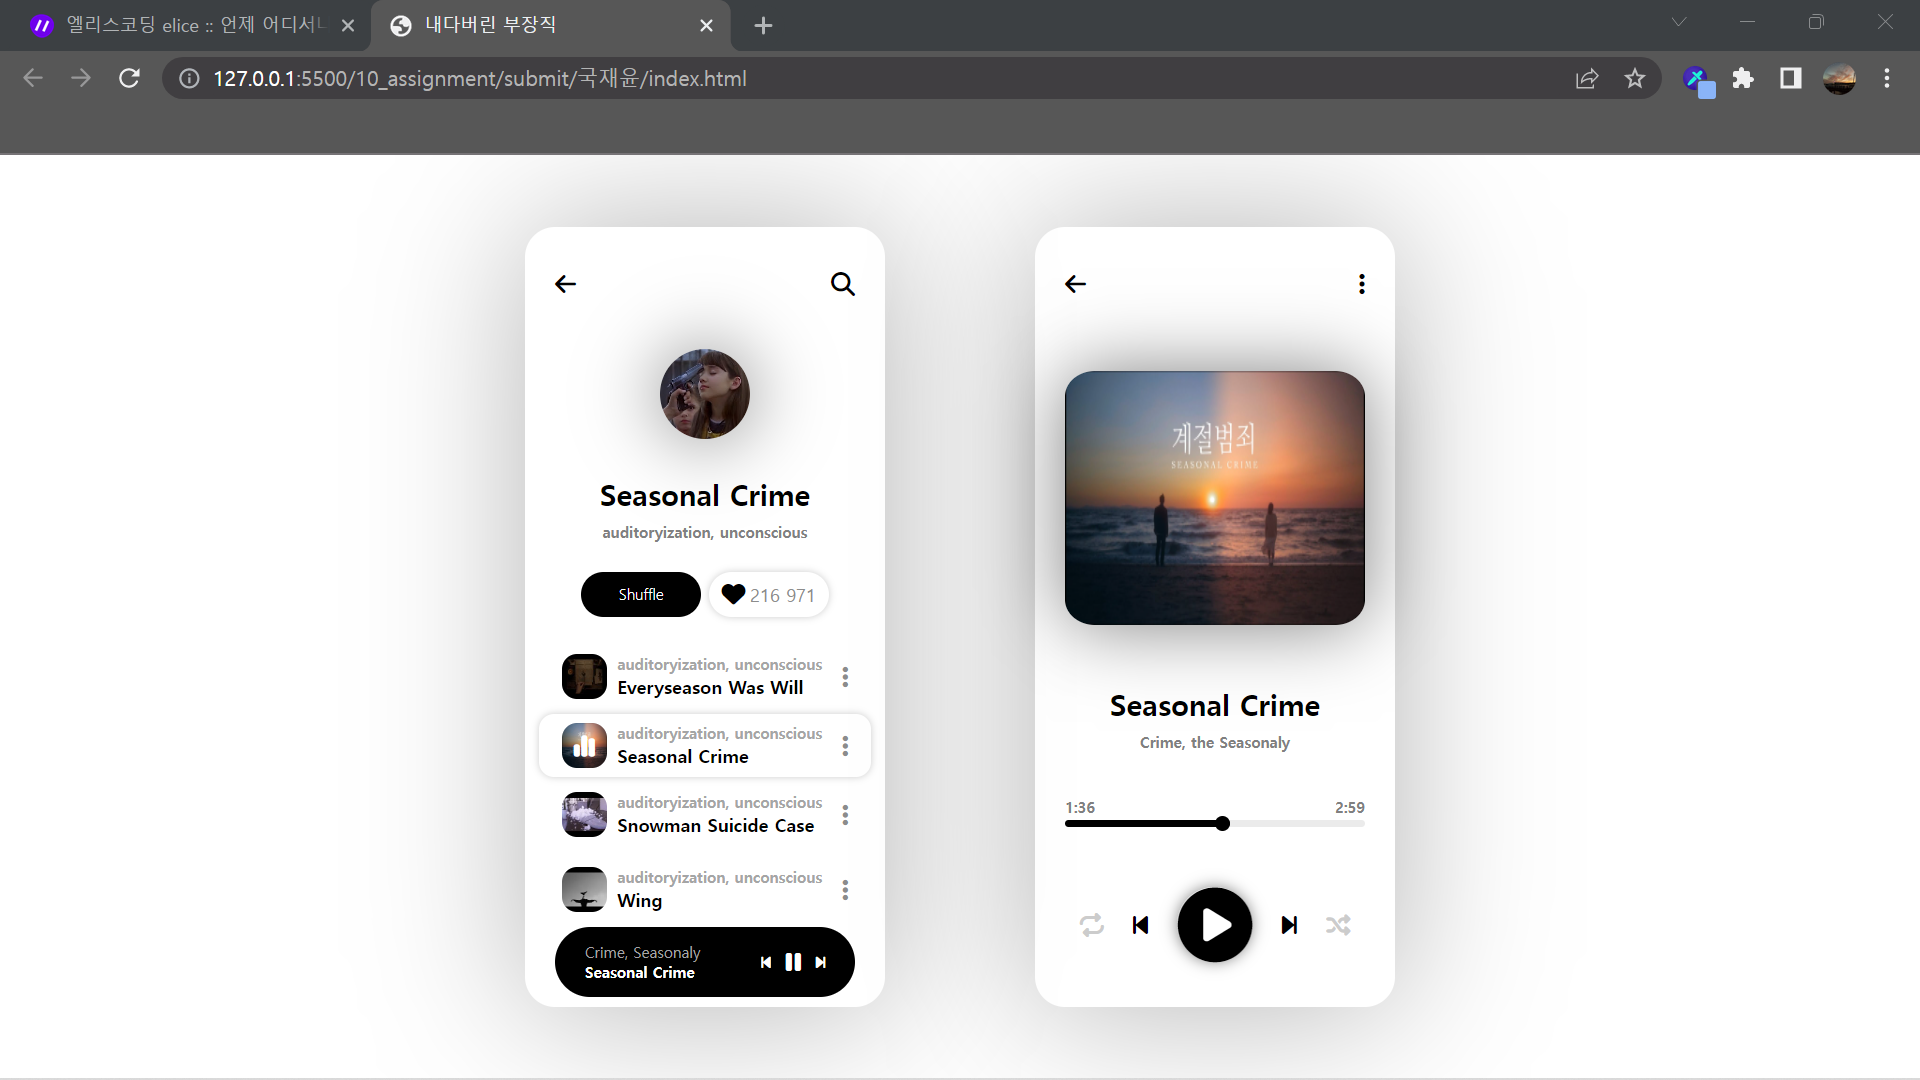 엘리스코딩 elice :: 언제 어디서나
내다버린 부장직
127.0.0.1:5500/10_assignment/submit/국재윤/index.html
Seasonal Crime
auditoryization, unconscious
Shuffle
216 971
auditoryization, unconscious
Everyseason Was Will
auditoryization, unconscious
Seasonal Crime
auditoryization, unconscious
Snowman Suicide Case
auditoryization, unconscious
Wing
Crime, Seasonaly
Seasonal Crime
계절범죄
SEASONAL CRIME
Seasonal Crime
Crime, the Seasonaly
1:36
2:59